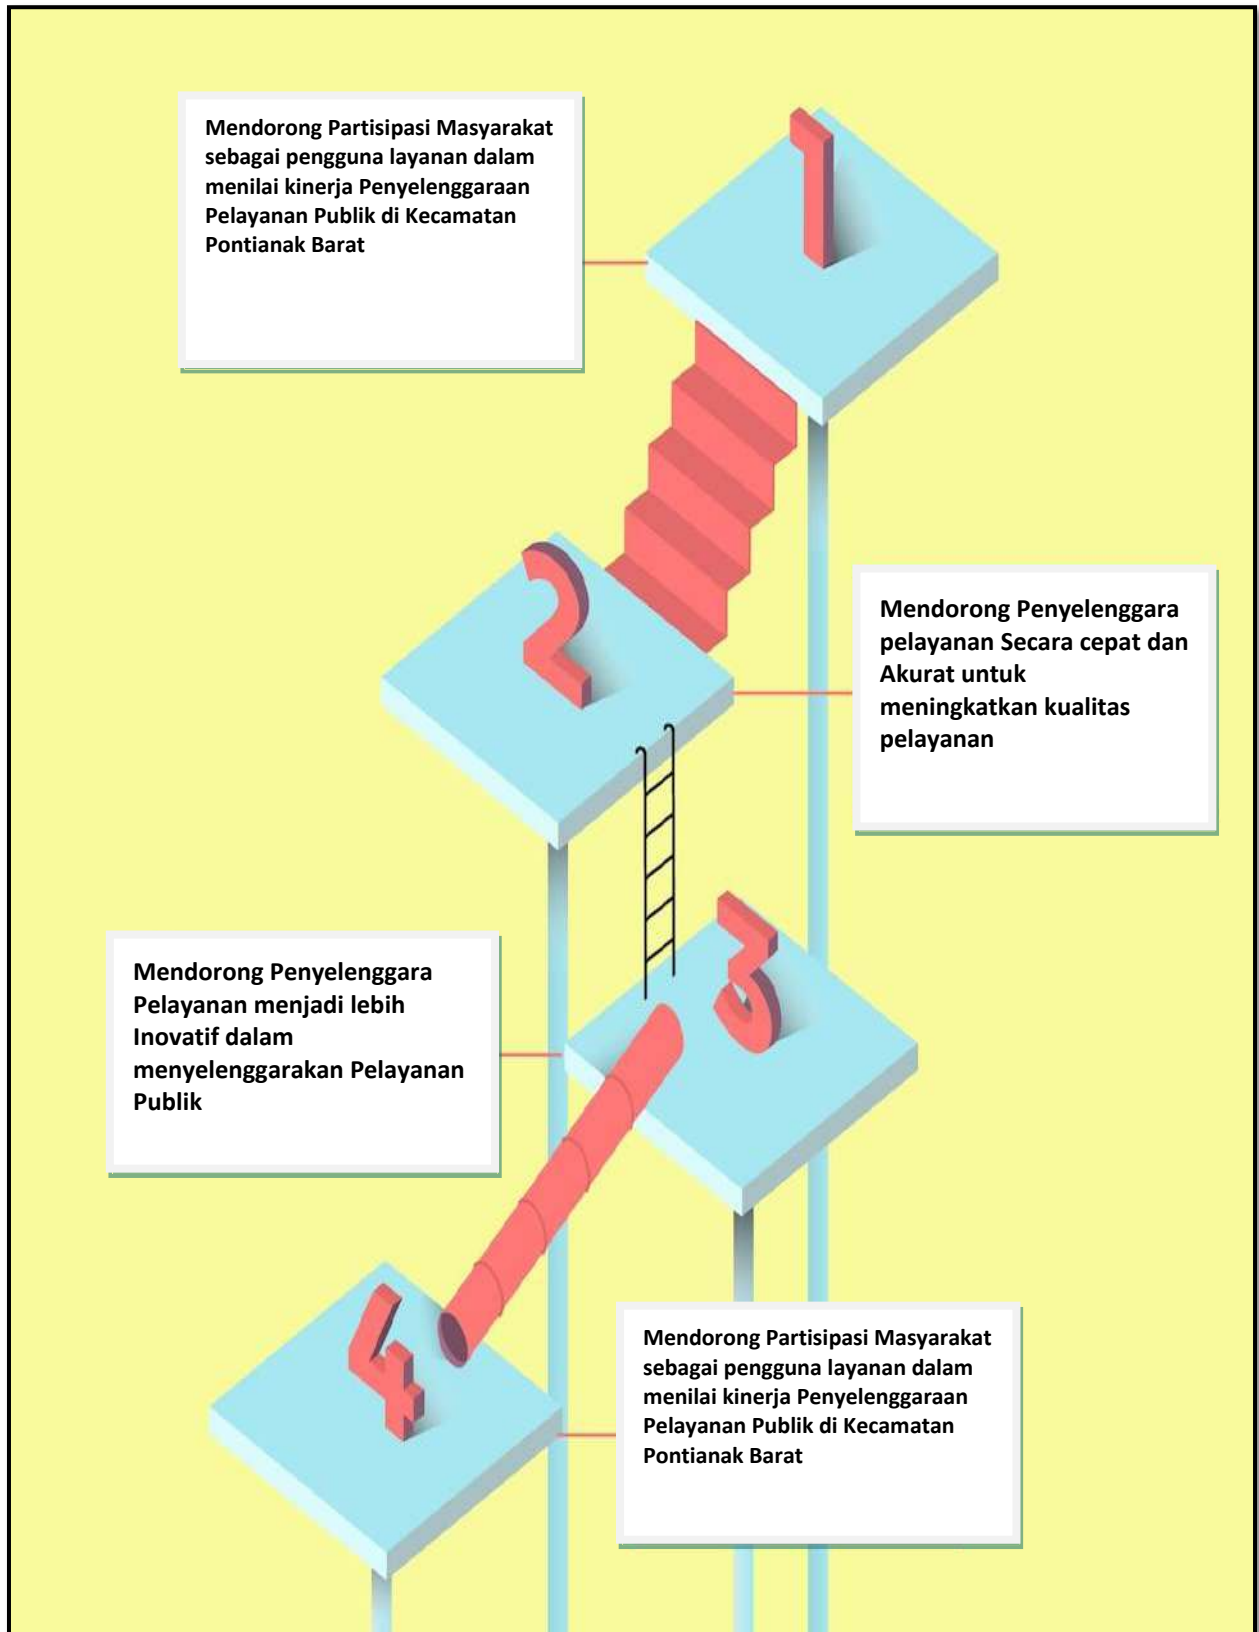 Mendorong Partisipasi Masyarakat
sebagai pengguna layanan dalam
menilai kinerja Penyelenggaraan
Pelayanan Publik di Kecamatan
Pontianak Barat
1
2
Mendorong Penyelenggara
pelayanan Secara cepat dan
Akurat untuk
meningkatkan kualitas
pelayanan
3
Mendorong Penyelenggara
Pelayanan menjadi lebih
Inovatif dalam
menyelenggarakan Pelayanan
Publik
4
Mendorong Partisipasi Masyarakat
sebagai pengguna layanan dalam
menilai kinerja Penyelenggaraan
Pelayanan Publik di Kecamatan
Pontianak Barat